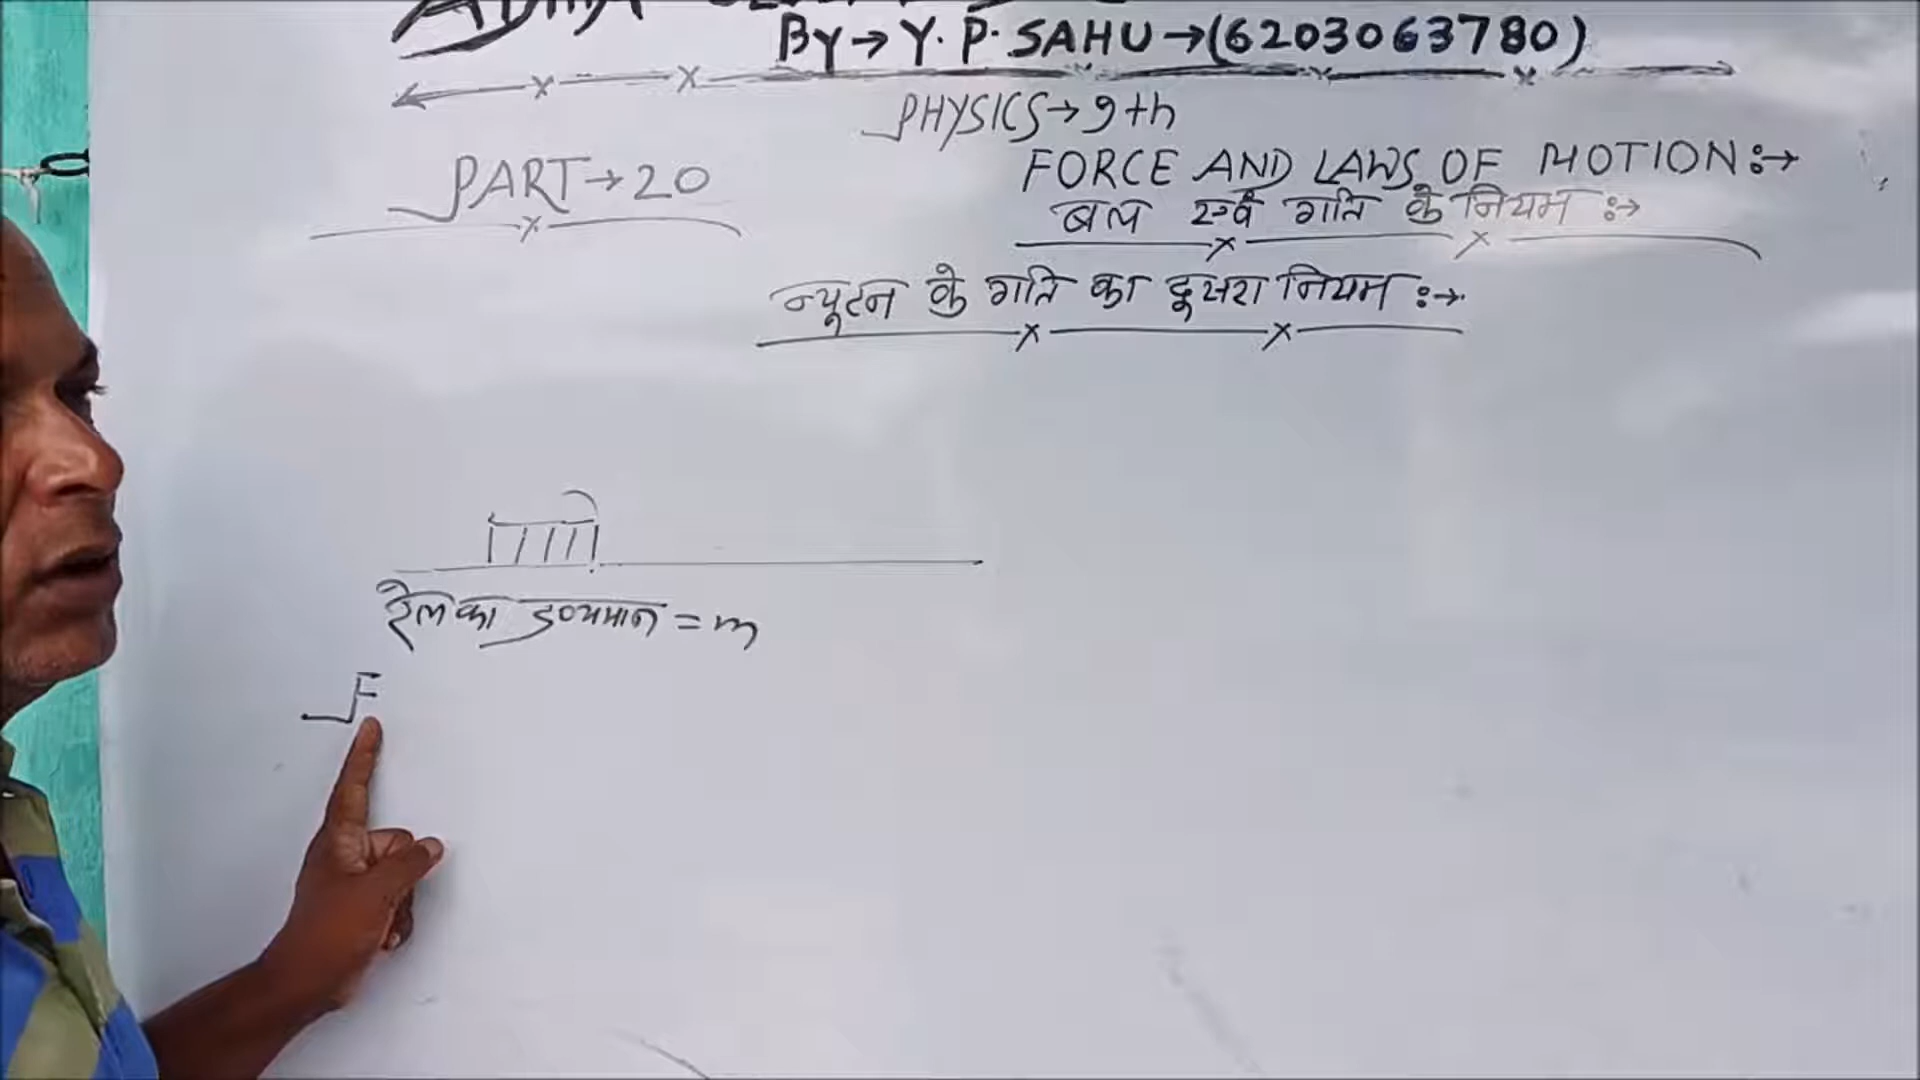 By → Y. P. SAHU → (6203063780)
PHYSICS → 9th
PART → 20
FORCE AND LAWS OF MOTION :→
बल एवं गति के नियम :→
न्यूटन के गति का दूसरा नियम :→
रेल का द्रव्यमान = m
F